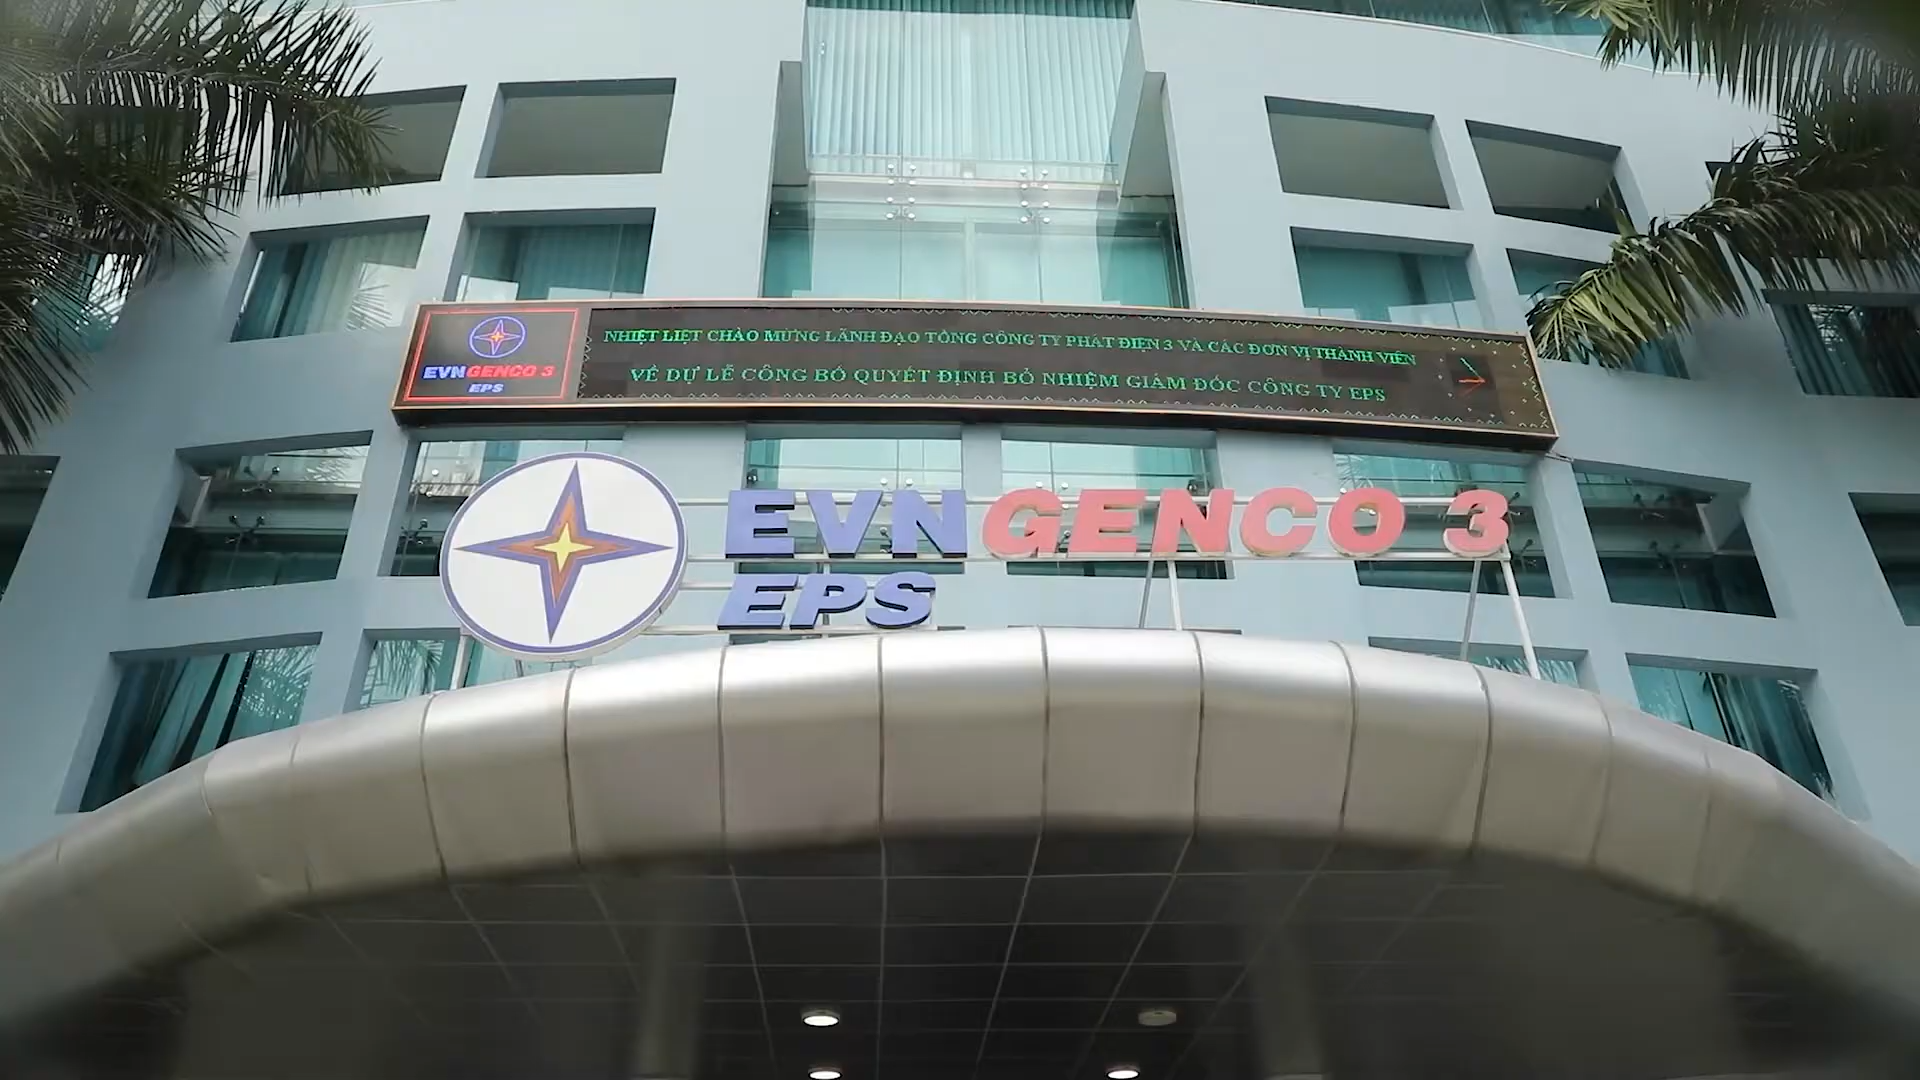 EVNGENCO 3
EPS
NHIỆT LIỆT CHÀO MỪNG LÃNH ĐẠO TỔNG CÔNG TY PHÁT ĐIỆN 3 VÀ CÁC ĐƠN VỊ THÀNH VIÊN
VỀ DỰ LỄ CÔNG BỐ QUYẾT ĐỊNH BỔ NHIỆM GIÁM ĐỐC CÔNG TY EPS
EVNGENCO 3
EPS